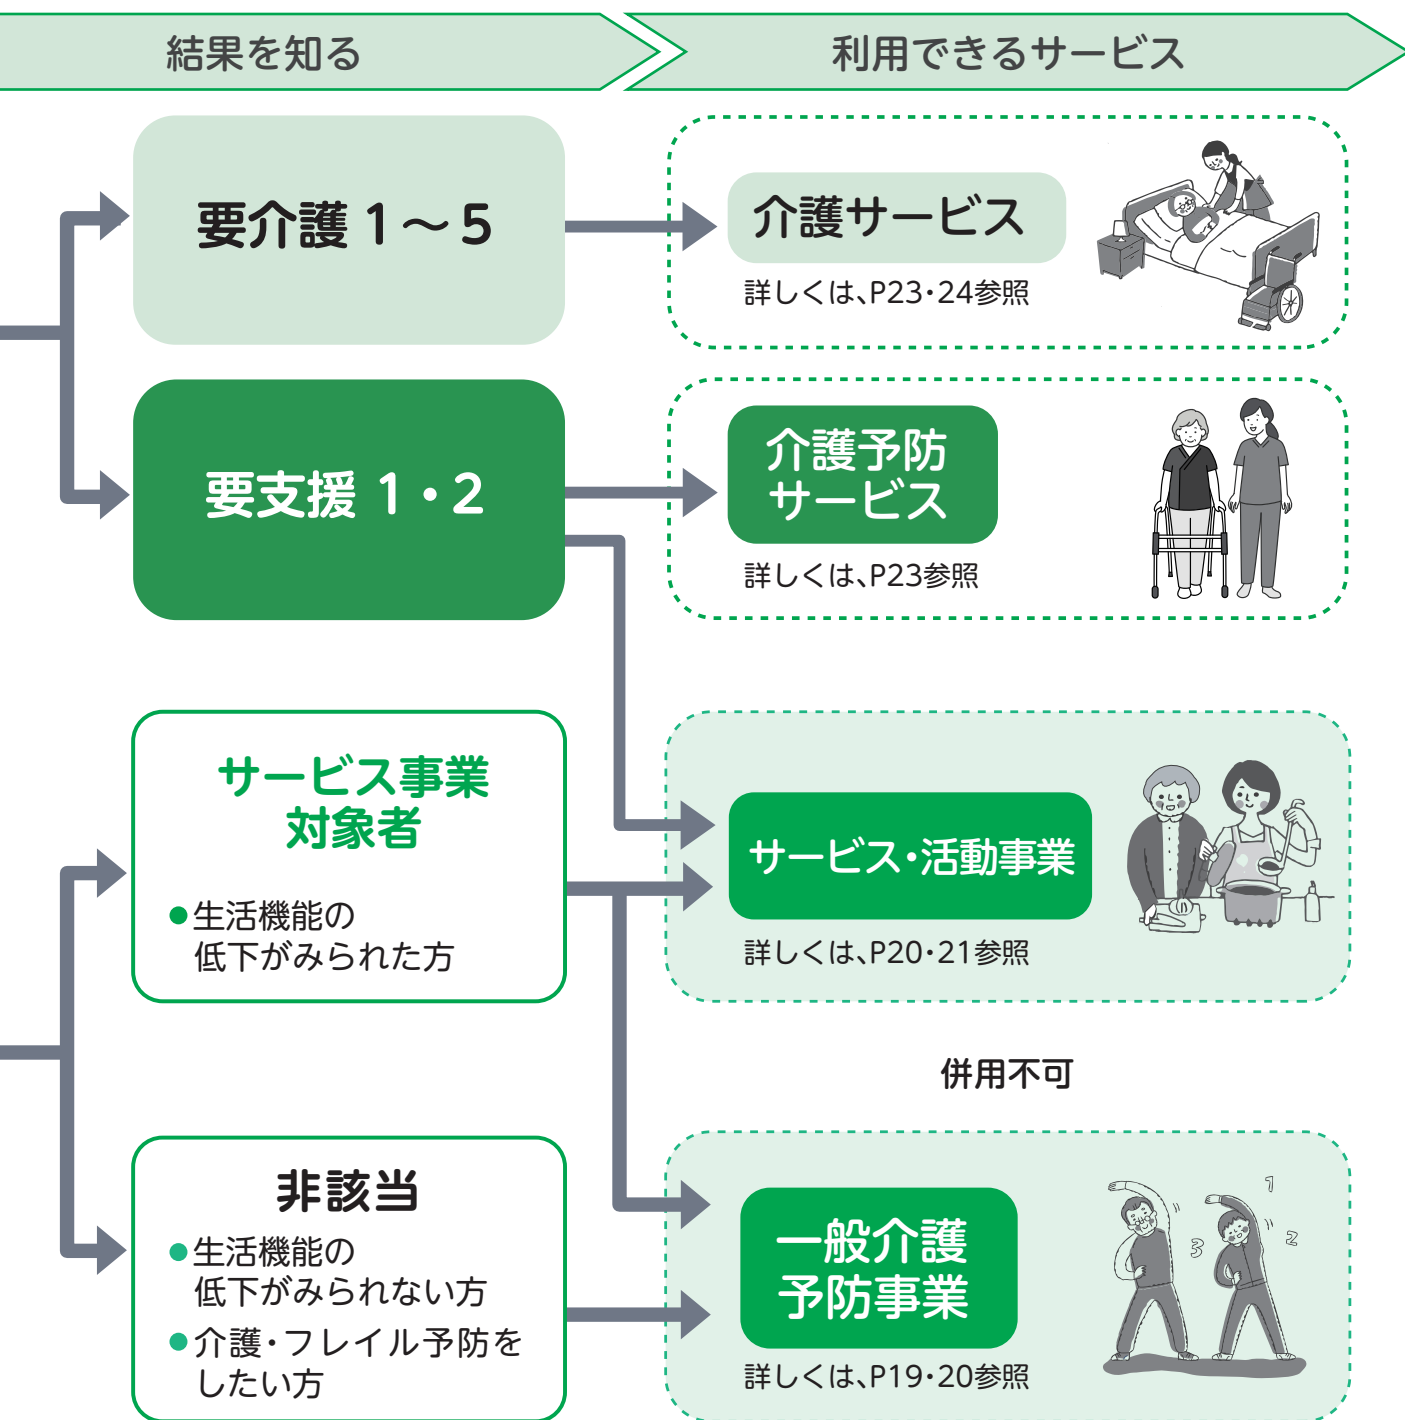 結果を知る
利用できるサービス
要介護 1～5
介護サービス
詳しくは、P23・24参照
要支援 1・2
介護予防
サービス
詳しくは、P23参照
サービス事業
対象者
●生活機能の
低下がみられた方
サービス・活動事業
詳しくは、P20・21参照
併用不可
非該当
●生活機能の
低下がみられない方
●介護・フレイル予防を
したい方
一般介護
予防事業
詳しくは、P19・20参照
1
2
3